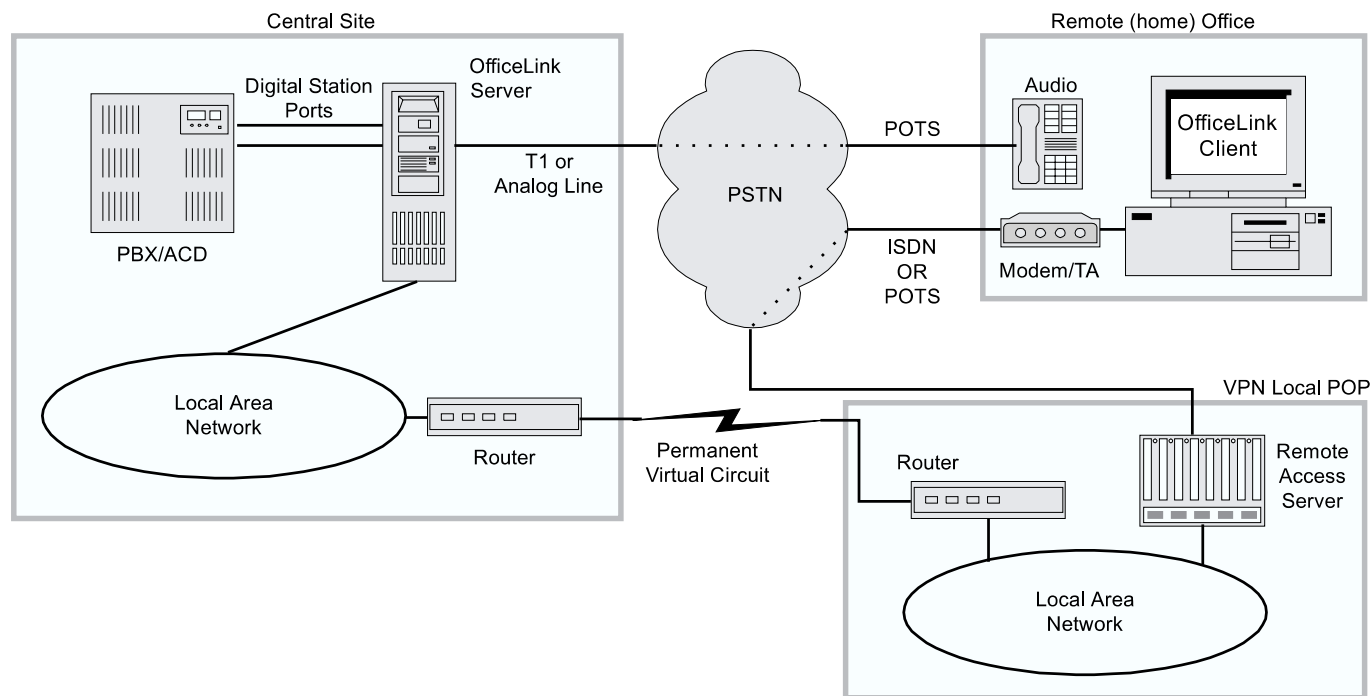 Central Site
Remote (home) Office
OfficeLink
Server
Digital Station
Ports
T1 or
Analog Line
PBX/ACD
PSTN
POTS
Audio
OfficeLink
Client
ISDN
OR
POTS
Modem/TA
Local Area
Network
Router
Permanent
Virtual Circuit
VPN Local POP
Router
Remote
Access
Server
Local Area
Network